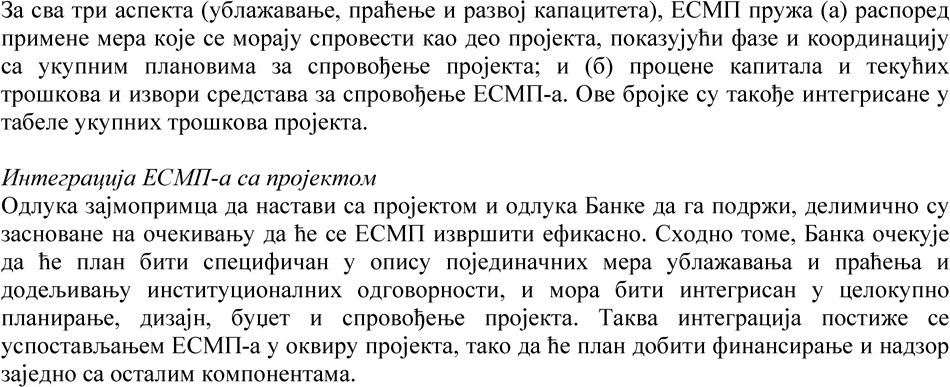 За сва три аспекта (ублажавање, праћење и развој капацитета), ЕСМП пружа (а) распоред
примене мера које се морају спровести као део пројекта, показујући фазе и координацију
са укупним плановима за спровођење пројекта; и (б) процене капитала и текућих
трошкова и извори средстава за спровођење ЕСМП-а. Ове бројке су такође интегрисане у
табеле укупних трошкова пројекта.
Интеграција ЕСМП-а са пројектом
Одлука зајмопримца да настави са пројектом и одлука Банке да га подржи, делимично су
засноване на очекивању да ће се ЕСМП извршити ефикасно. Сходно томе, Банка очекује
да ће план бити специфичан у опису појединачних мера ублажавања и праћења и
додељивању институционалних одговорности, и мора бити интегрисан у целокупно
планирање, дизајн, буџет и спровођење пројекта. Таква интеграција постиже се
успостављањем ЕСМП-а у оквиру пројекта, тако да ће план добити финансирање и надзор
заједно са осталим компонентама.